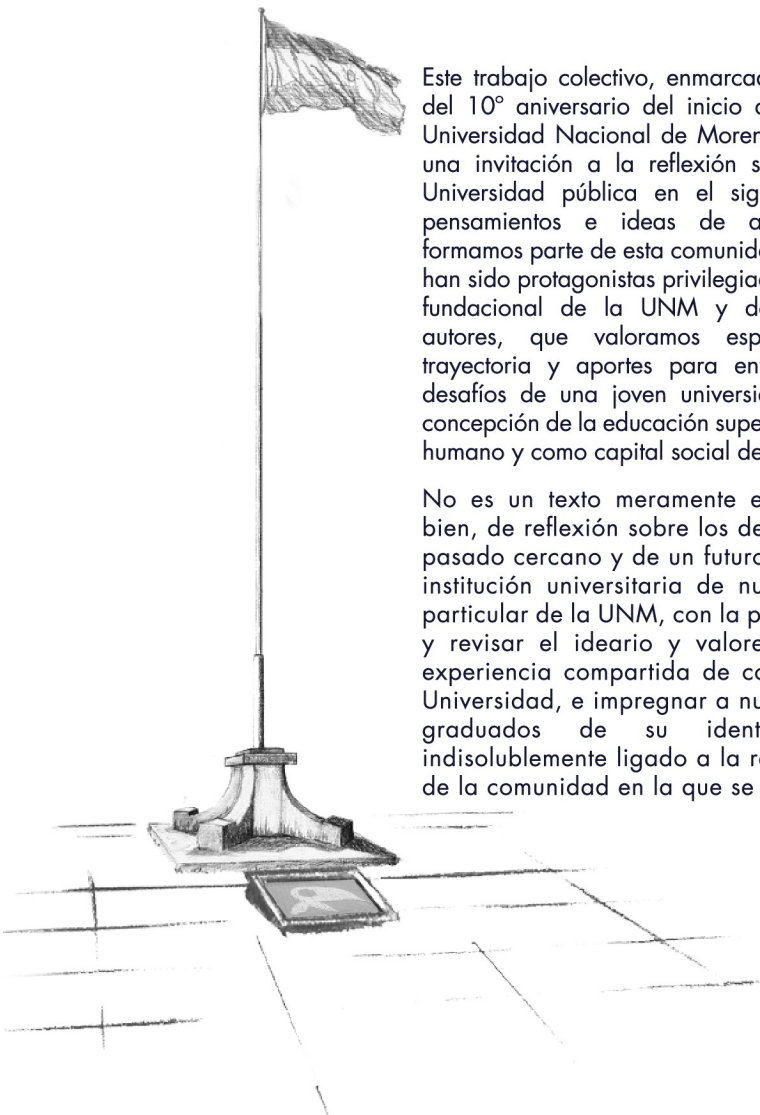 Este trabajo colectivo, enmarcad
del 10º aniversario del inicio
Universidad Nacional de Moren
una invitación a la reflexión s
Universidad pública en el sig
pensamientos e ideas de a
formamos parte de esta comunid
han sido protagonistas privilegia
fundacional de la UNM y d
autores, que valoramos esp
trayectoria y aportes para en
desafíos de una joven universi
concepción de la educación supe
humano y como capital social de
No es un texto meramente e
bien, de reflexión sobre los de
pasado cercano y de un futuro
institución universitaria de nu
particular de la UNM, con la p
y revisar el ideario y valore
experiencia compartida de co
Universidad, e impregnar a nu
graduados de su ident
indisolublemente ligado a la r
de la comunidad en la que se